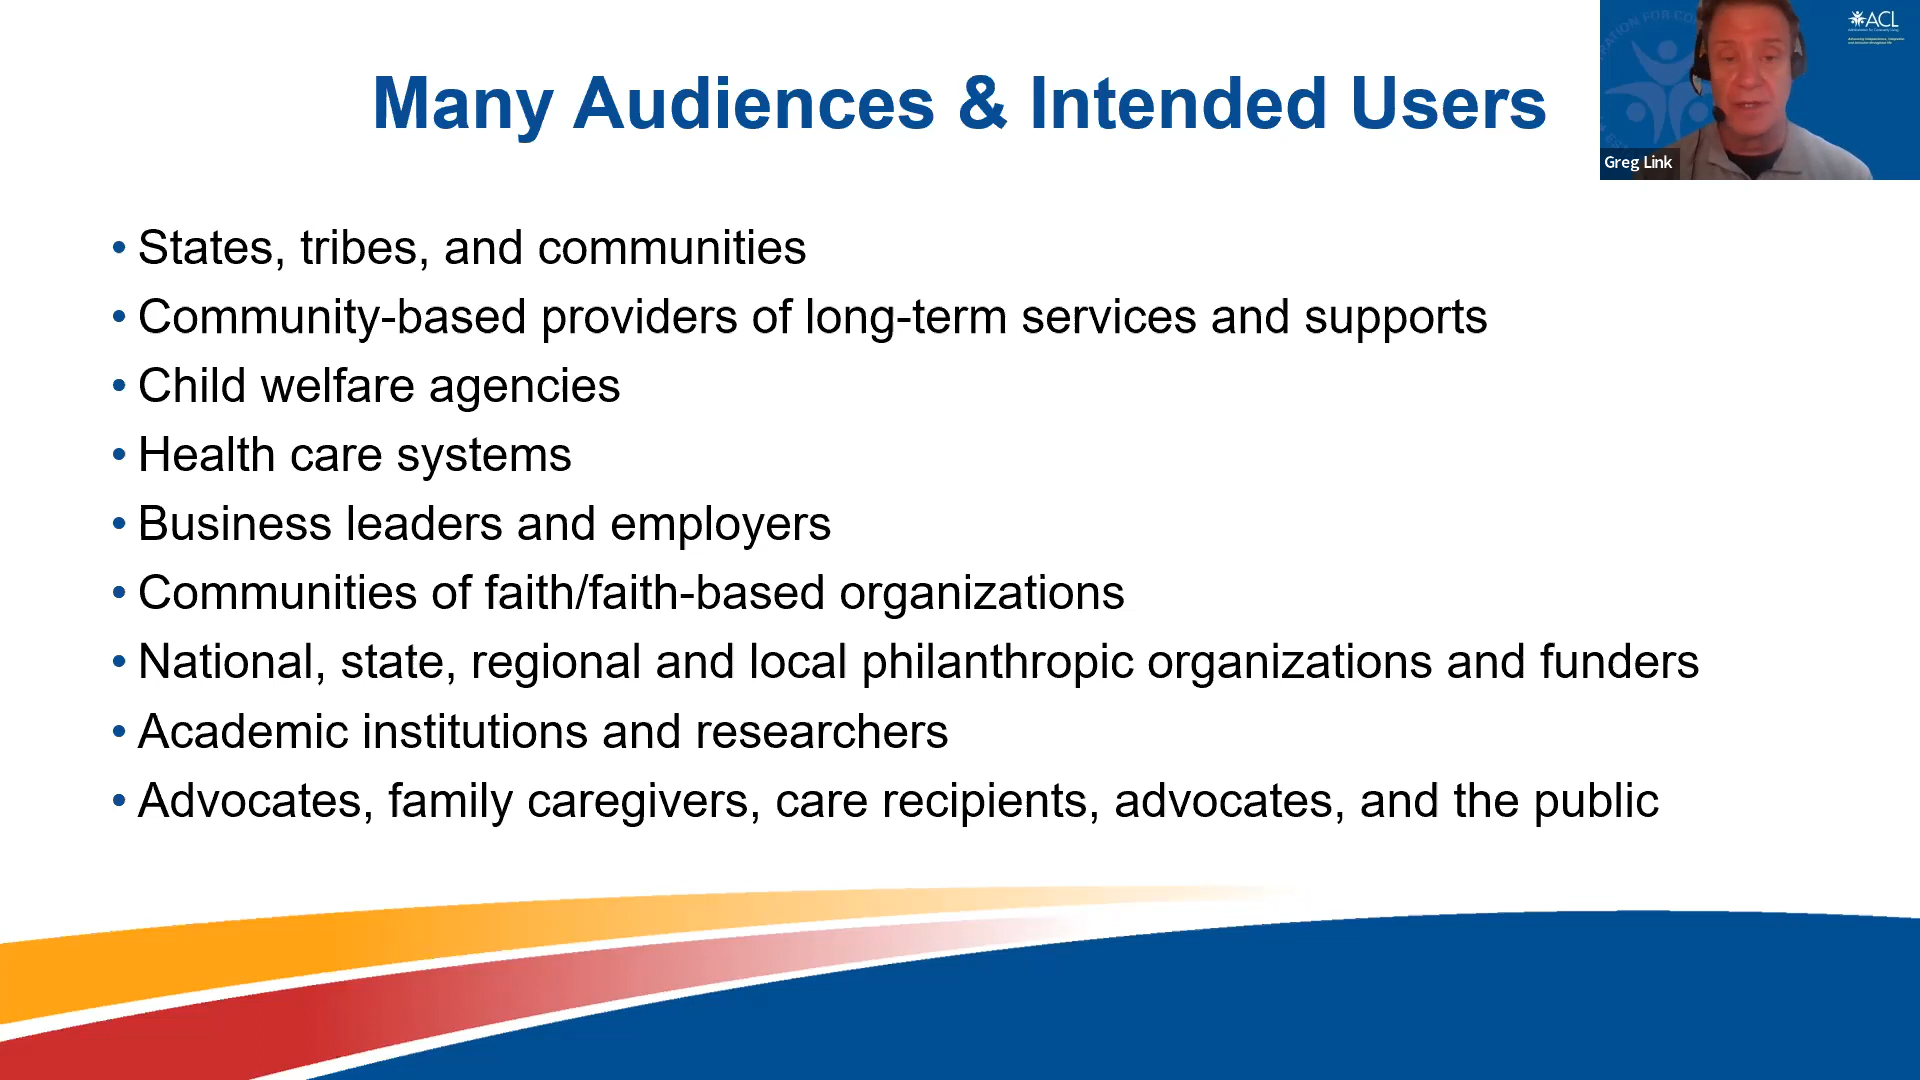 Many Audiences & Intended Users
ACL
Greg Link
• States, tribes, and communities
• Community-based providers of long-term services and supports
• Child welfare agencies
• Health care systems
• Business leaders and employers
• Communities of faith/faith-based organizations
• National, state, regional and local philanthropic organizations and funders
• Academic institutions and researchers
• Advocates, family caregivers, care recipients, advocates, and the public